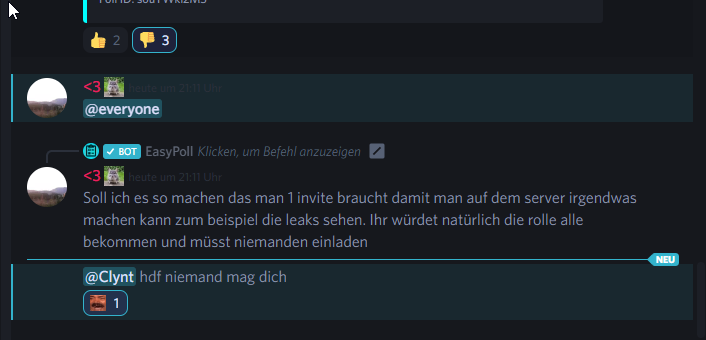 2
3
<3 heute um 21:11 Uhr
@everyone
BOT EasyPoll Klicken, um Befehl anzuzeigen
<3 heute um 21:11 Uhr
Soll ich es so machen das man 1 invite braucht damit man auf dem server irgendwas
machen kann zum beispiel die leaks sehen. Ihr würdet natürlich die rolle alle
bekommen und müsst niemanden einladen
NEU
@Clynt hdf niemand mag dich
1